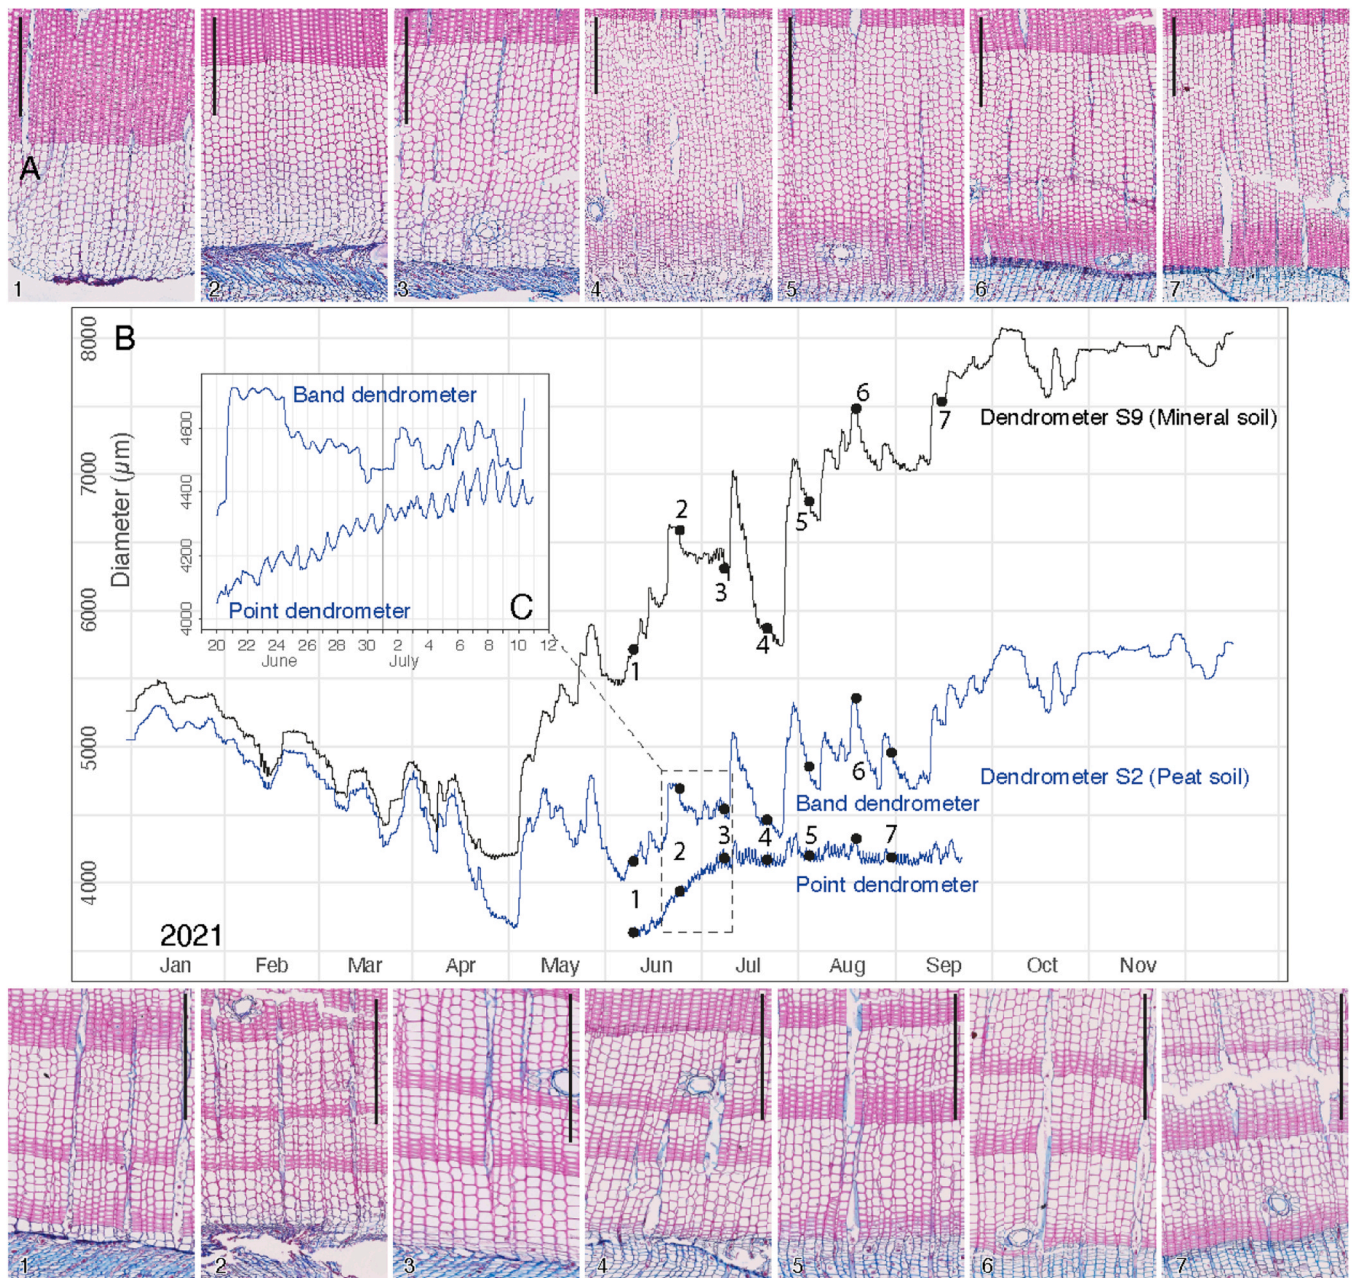 A
1 2 3 4 5 6 7
B
8000
7000
6000
5000
4000
Diameter (µm)
Band dendrometer
4600
4400
4200
4000
Point dendrometer
C
20 22 24 26 28 30 2 4 6 8 10 12
June July
6
7
Dendrometer S9 (Mineral soil)
2
5
3
4
1
Dendrometer S2 (Peat soil)
6
Band dendrometer
3 4 5 7
2
Point dendrometer
1
2021
Jan Feb Mar Apr May Jun Jul Aug Sep Oct Nov
1 2 3 4 5 6 7